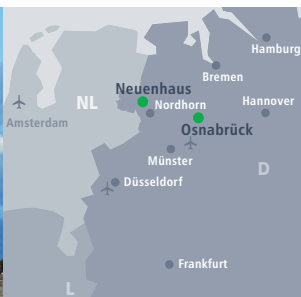 Hamburg
Bremen
Neuenhaus
NL
Nordhorn
Hannover
Amsterdam
Osnabrück
Münster
D
Düsseldorf
Frankfurt
L